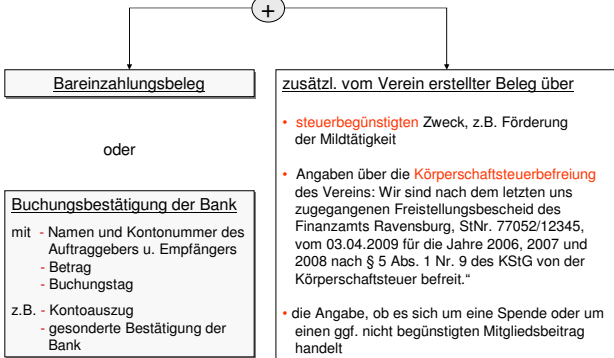 +
Bareinzahlungsbeleg
oder
Buchungsbestätigung der Bank
mit - Namen und Kontonummer des
Auftraggebers u. Empfängers
- Betrag
- Buchungstag
z.B. - Kontoauszug
- gesonderte Bestätigung der
Bank
zusätzl. vom Verein erstellter Beleg über
• steuerbegünstigten Zweck, z.B. Förderung
der Mildtätigkeit
• Angaben über die Körperschaftsteuerbefreiung
des Vereins: Wir sind nach dem letzten uns
zugegangenen Freistellungsbescheid des
Finanzamts Ravensburg, StNr. 77052/12345,
vom 03.04.2009 für die Jahre 2006, 2007 und
2008 nach § 5 Abs. 1 Nr. 9 des KStG von der
Körperschaftsteuer befreit.“
• die Angabe, ob es sich um eine Spende oder um
einen ggf. nicht begünstigten Mitgliedsbeitrag
handelt